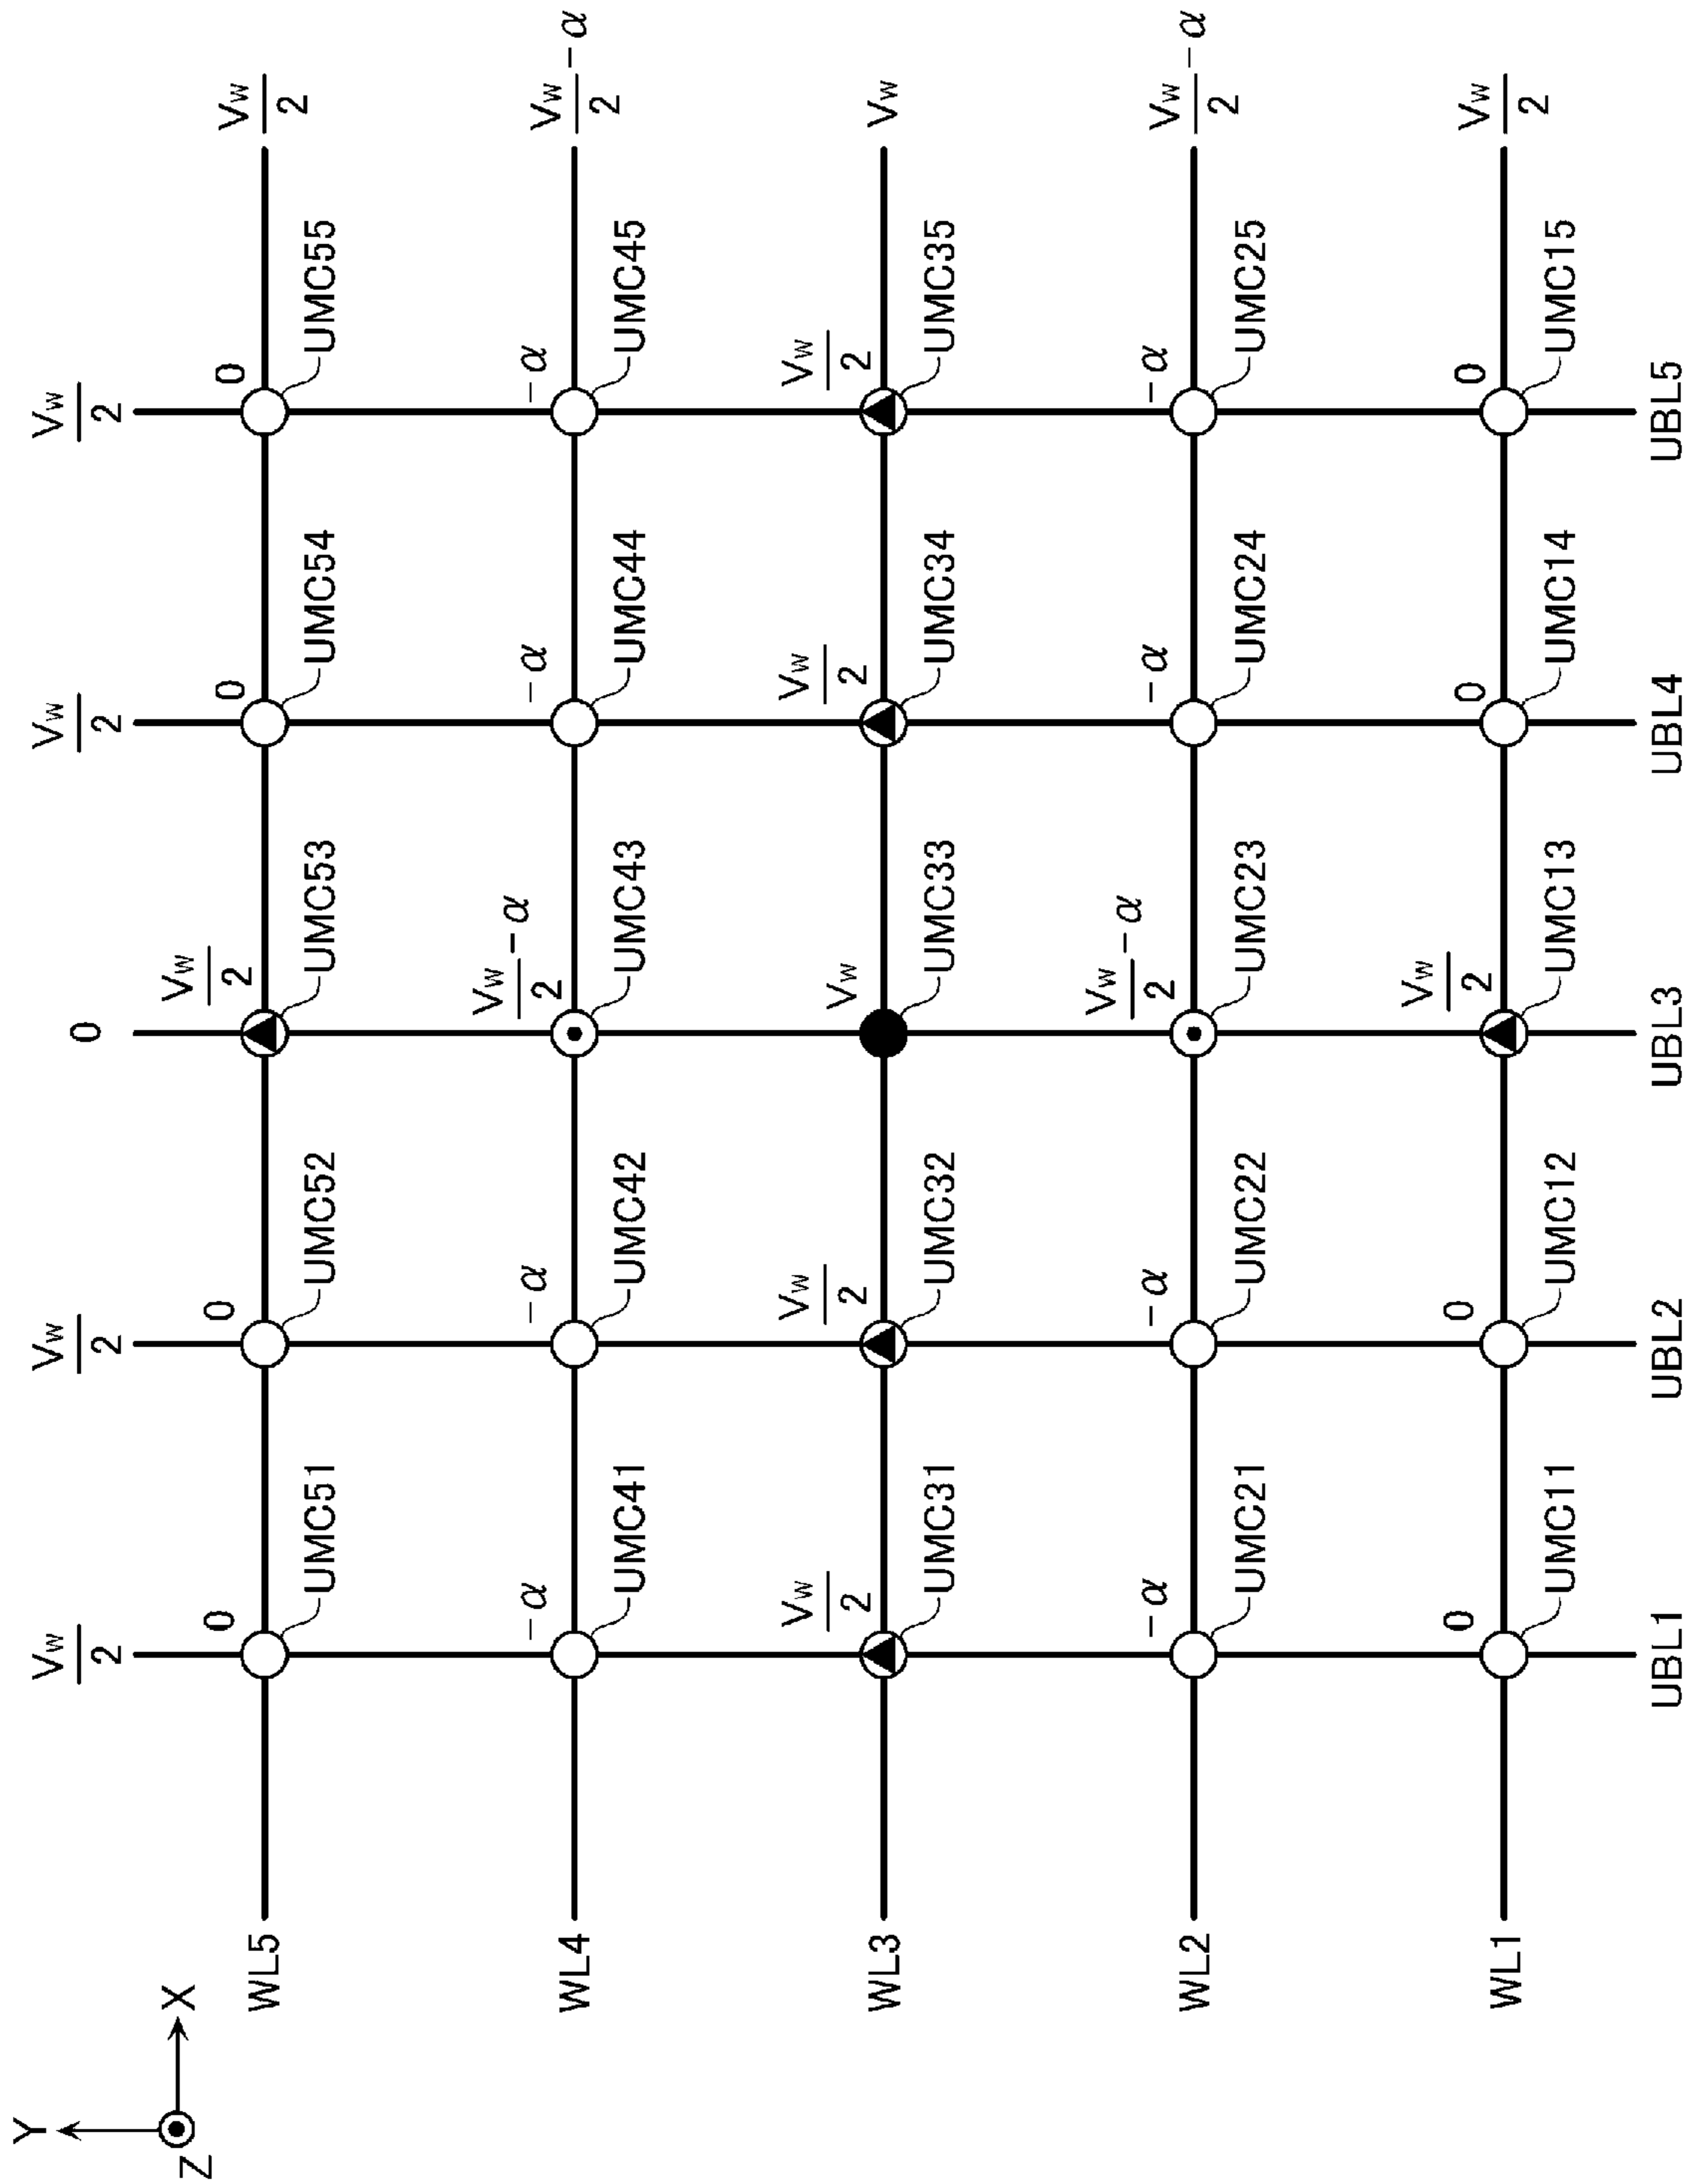 Y
X
Z
Vw/2 Vw/2 0 Vw/2 Vw/2
WL5 0 0 Vw/2 0 0 Vw/2
UMC51 UMC52 UMC53 UMC54 UMC55
WL4 -α -α Vw/2-α -α -α Vw/2-α
UMC41 UMC42 UMC43 UMC44 UMC45
WL3 Vw/2 Vw/2 Vw Vw/2 Vw/2 Vw
UMC31 UMC32 UMC33 UMC34 UMC35
WL2 -α -α Vw/2-α -α -α Vw/2-α
UMC21 UMC22 UMC23 UMC24 UMC25
WL1 0 0 Vw/2 0 0 Vw/2
UMC11 UMC12 UMC13 UMC14 UMC15
UBL1 UBL2 UBL3 UBL4 UBL5